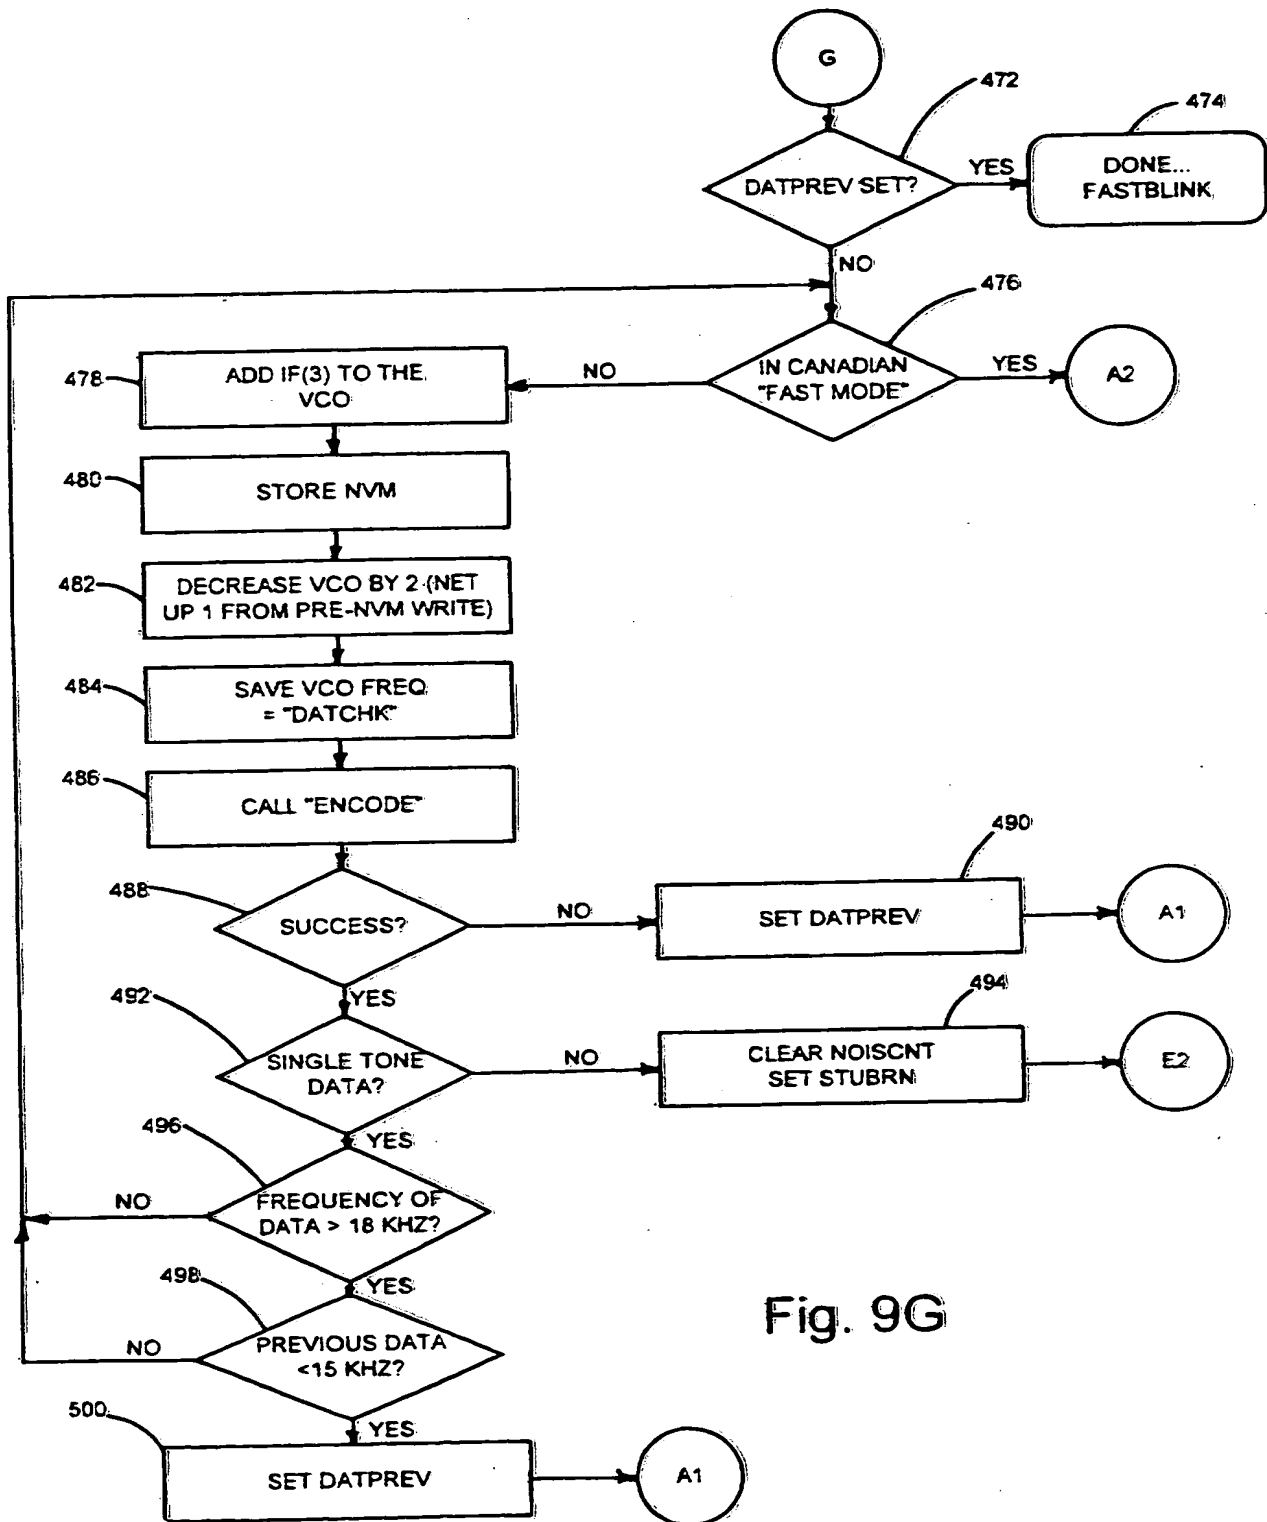 G
472
474
DATPREV SET?
YES
DONE...
FASTBLINK
NO
476
IN CANADIAN
"FAST MODE"
YES
A2
NO
478
ADD IF(3) TO THE
VCO
480
STORE NVM
482
DECREASE VCO BY 2 (NET
UP 1 FROM PRE-NVM WRITE)
484
SAVE VCO FREQ
= "DATCHK"
486
CALL "ENCODE"
488
SUCCESS?
NO
490
SET DATPREV
A1
YES
492
SINGLE TONE
DATA?
NO
494
CLEAR NOISCNT
SET STUBRN
E2
YES
496
FREQUENCY OF
DATA > 18 KHZ?
NO
YES
498
PREVIOUS DATA
<15 KHZ?
NO
YES
500
SET DATPREV
A1
Fig. 9G